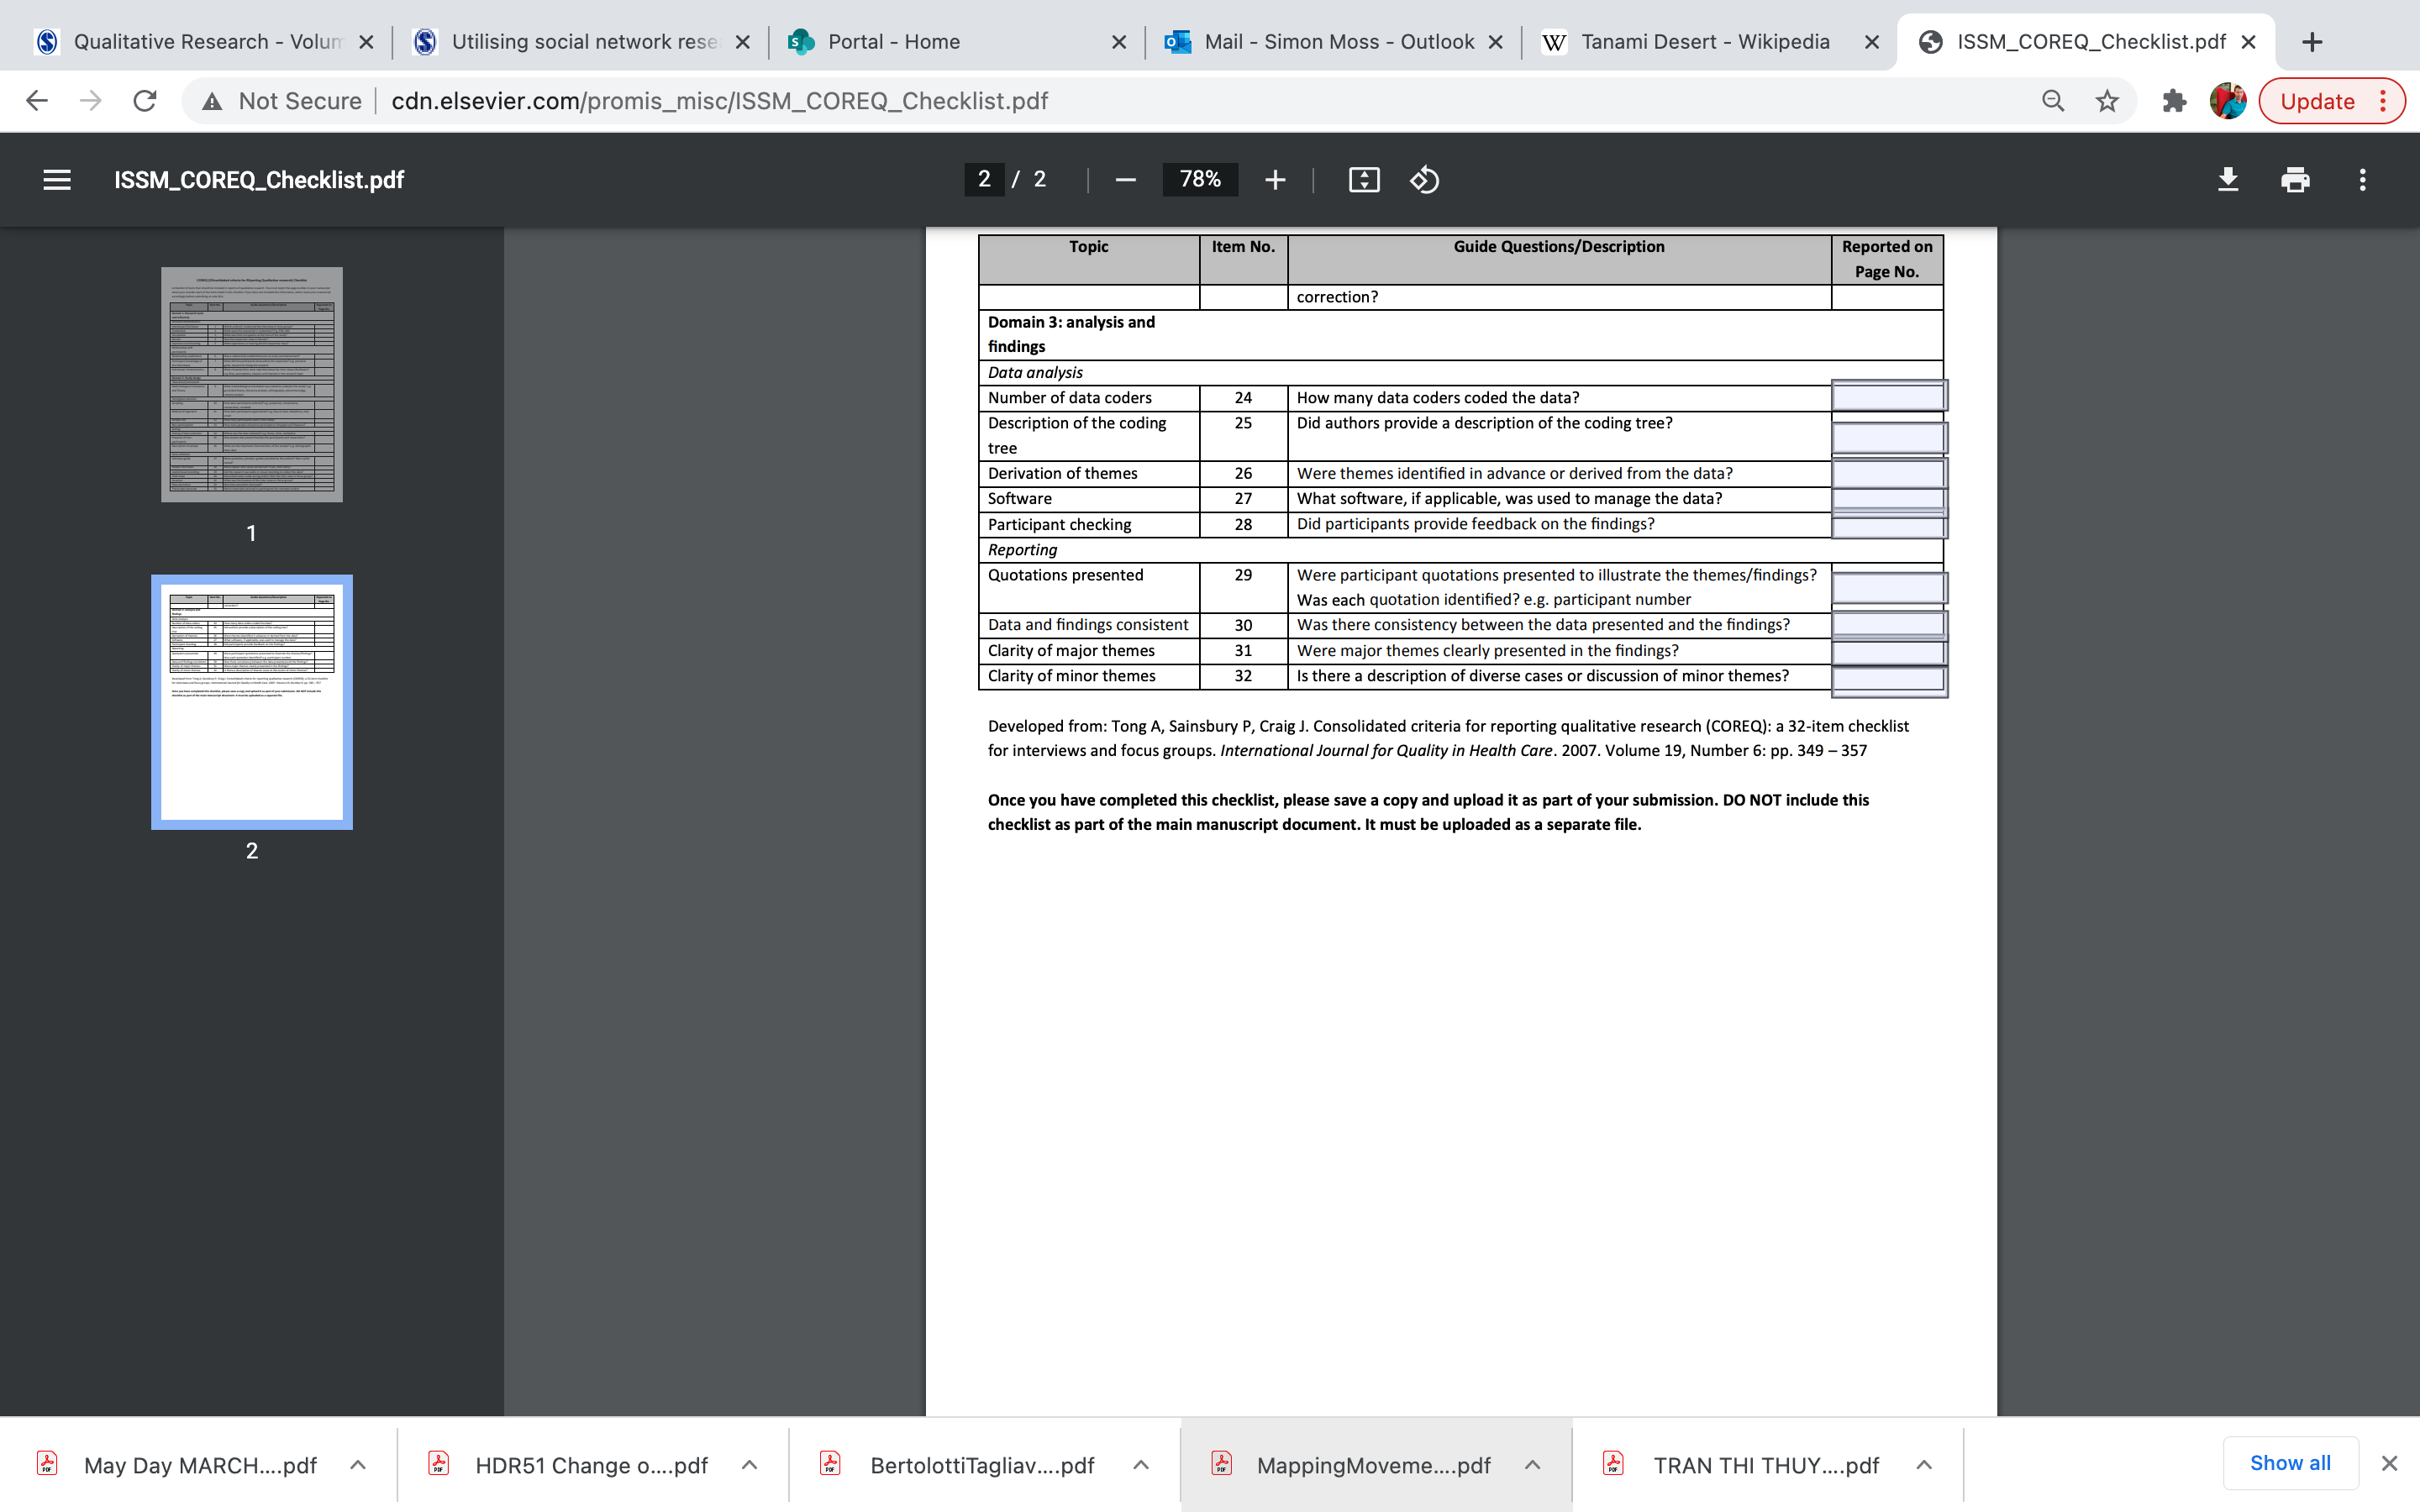 Qualitative Research - Volum
Utilising social network rese
Portal - Home
Mail - Simon Moss - Outlook
W Tanami Desert - Wikipedia
ISSM_COREQ_Checklist.pdf
Not Secure cdn.elsevier.com/promis_misc/ISSM_COREQ_Checklist.pdf
Update
ISSM_COREQ_Checklist.pdf
2 / 2
78%
1
2
Topic Item No. Guide Questions/Description Reported on
Page No.
correction?
Domain 3: analysis and
findings
Data analysis
Number of data coders 24 How many data coders coded the data?
Description of the coding 25 Did authors provide a description of the coding tree?
tree
Derivation of themes 26 Were themes identified in advance or derived from the data?
Software 27 What software, if applicable, was used to manage the data?
Participant checking 28 Did participants provide feedback on the findings?
Reporting
Quotations presented 29 Were participant quotations presented to illustrate the themes/findings?
Was each quotation identified? e.g. participant number
Data and findings consistent 30 Was there consistency between the data presented and the findings?
Clarity of major themes 31 Were major themes clearly presented in the findings?
Clarity of minor themes 32 Is there a description of diverse cases or discussion of minor themes?
Developed from: Tong A, Sainsbury P, Craig J. Consolidated criteria for reporting qualitative research (COREQ): a 32-item checklist
for interviews and focus groups. International Journal for Quality in Health Care. 2007. Volume 19, Number 6: pp. 349 – 357
Once you have completed this checklist, please save a copy and upload it as part of your submission. DO NOT include this
checklist as part of the main manuscript document. It must be uploaded as a separate file.
May Day MARCH....pdf
HDR51 Change o....pdf
BertolottiTagliav....pdf
MappingMoveme....pdf
TRAN THI THUY....pdf
Show all